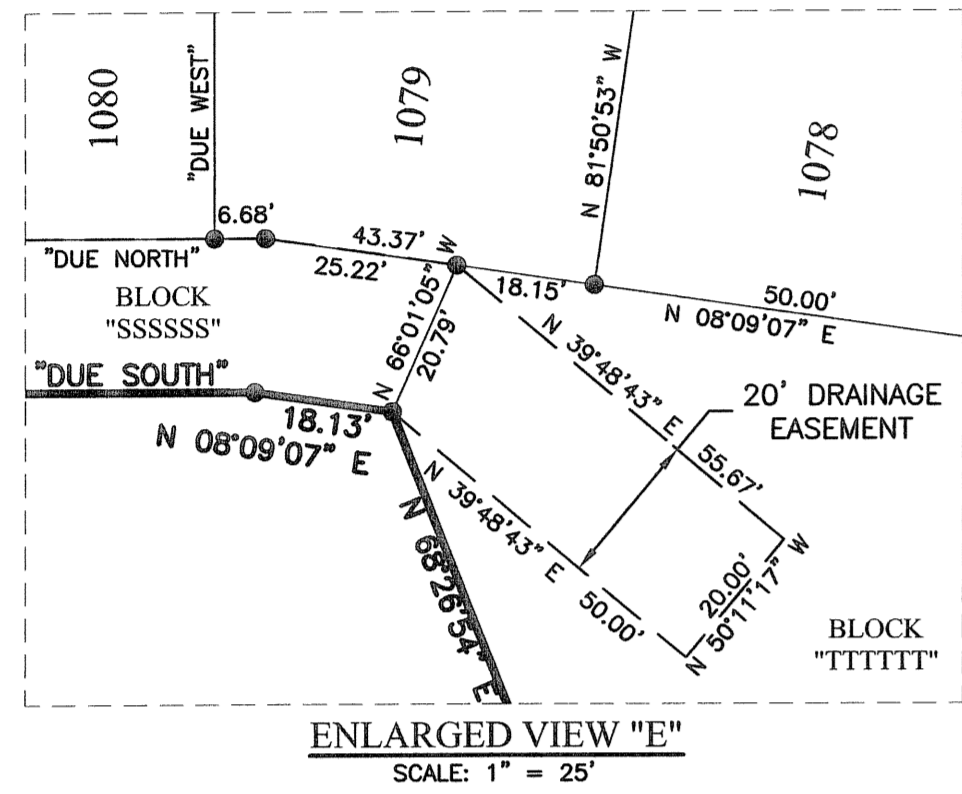 1080
"DUE WEST"
1079
N 81°50'53" W
1078
6.68'
"DUE NORTH"
43.37'
25.22'
N 66°01'05" W
20.79'
18.15'
50.00'
N 08°09'07" E
BLOCK
"SSSSSS"
"DUE SOUTH"
18.13'
N 08°09'07" E
N 39°48'43" E
55.67'
20' DRAINAGE
EASEMENT
N 39°48'43" E
50.00'
N 68°26'54" E
20.00'
N 50°11'17" W
BLOCK
"TTTTTT"
ENLARGED VIEW "E"
SCALE: 1" = 25'